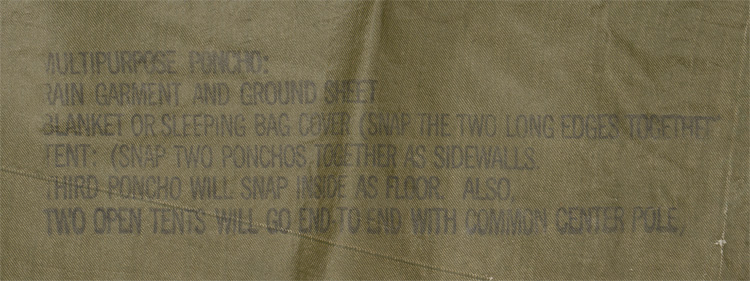 MULTIPURPOSE PONCHO:
RAIN GARMENT AND GROUND SHEET
BLANKET OR SLEEPING BAG COVER (SNAP THE TWO LONG EDGES TOGETHER
TENT: (SNAP TWO PONCHOS TOGETHER AS SIDEWALLS.
THIRD PONCHO WILL SNAP INSIDE AS FLOOR. ALSO,
TWO OPEN TENTS WILL GO END TO END WITH COMMON CENTER POLE,